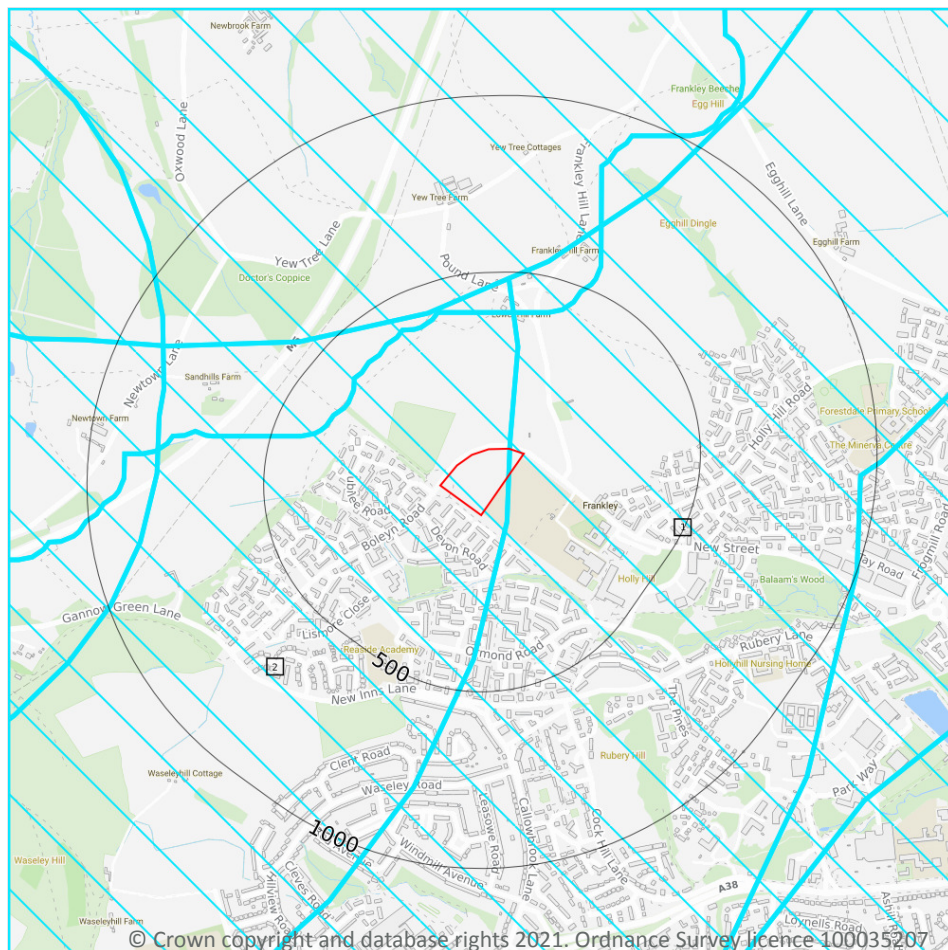 Newbrook Farm
Frankley Beeches
Egg Hill
Oxwood Lane
Yew Tree Cottages
Frankley Hill Lane
Egghill Lane
Yew Tree Farm
Egghill Dingle
Yew Tree Lane
Frankley Hill Farm
Egghill Farm
Pound Lane
Doctor's Coppice
M5
Newtown Lane
Sandhills Farm
Holly Hill Road
Forestdale Primary School
Newtown Farm
The Minerva Centre
Boleyn Road
Frankley
Devon Road
1
New Street
Frogmill Road
Holly Hill
Balaam's Wood
Gannow Green Lane
Lismore Close
Rubery Lane
Reaside Academy
Ormond Road
500
2
Hollyhill Nursing Home
New Inns Lane
The Pines
Rubery Hill
Clent Road
Waseleyhill Cottage
Waseley Road
Park Way
Leasowe Road
Callowbrook Lane
Cock Hill Lane
1000
Windmill Avenue
Waseley Hill
Cleves Road
A38
Waseleyhill Farm
Loynells Road
© Crown copyright and database rights 2021. Ordnance Survey licence 100035207